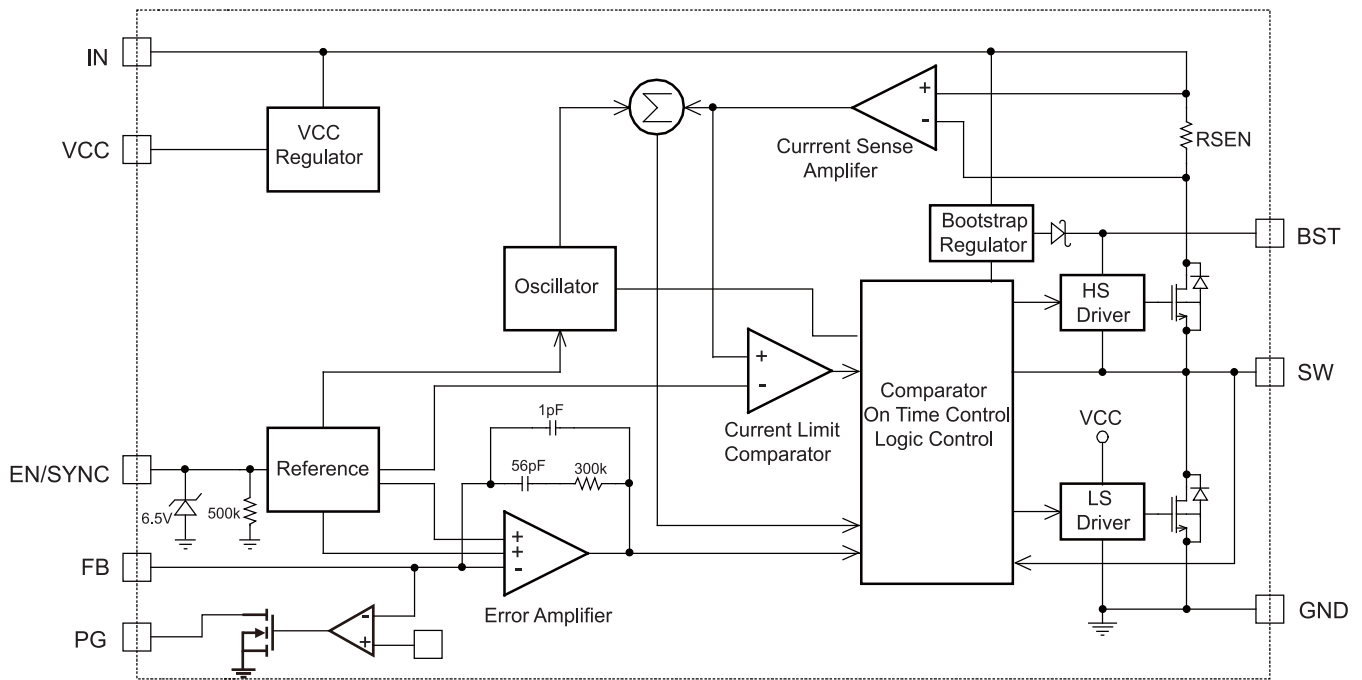 IN
VCC
VCC
Regulator
Σ
+
-
Currrent Sense
Amplifer
RSEN
Bootstrap
Regulator
BST
Oscillator
HS
Driver
+
-
Current Limit
Comparator
Comparator
On Time Control
Logic Control
SW
VCC
1pF
56pF
300k
EN/SYNC
Reference
6.5V
500k
LS
Driver
+
+
-
Error Amplifier
FB
PG
-
+
GND